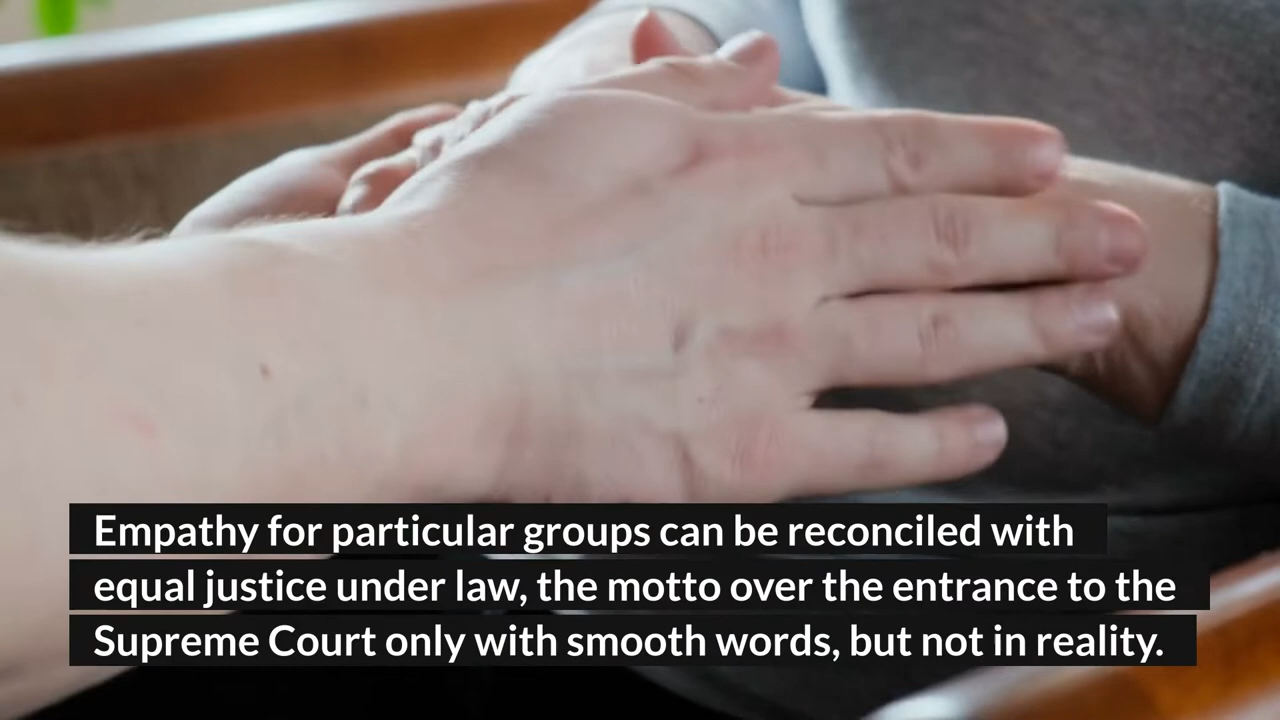 Empathy for particular groups can be reconciled with
equal justice under law, the motto over the entrance to the
Supreme Court only with smooth words, but not in reality.